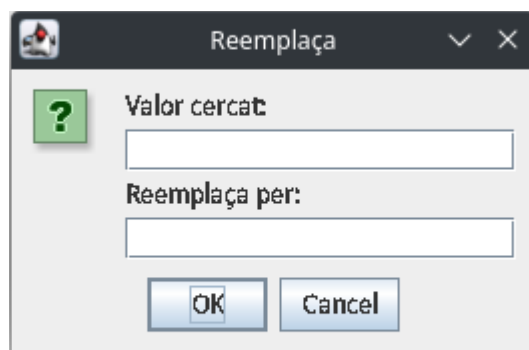 Reemplaça
?
Valor cercat:
Reemplaça per:
OK
Cancel